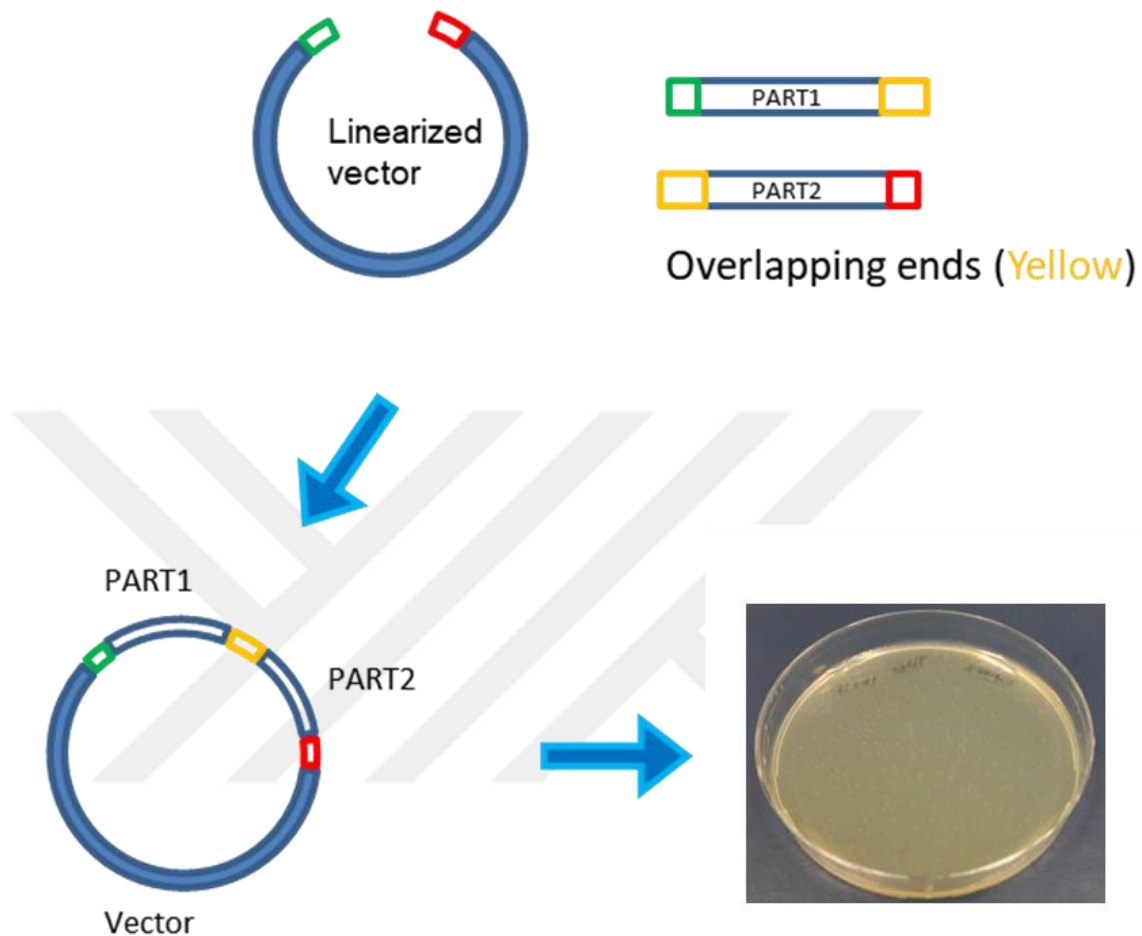 Linearized
vector
PART1
PART2
Overlapping ends (Yellow)
PART1
PART2
Vector